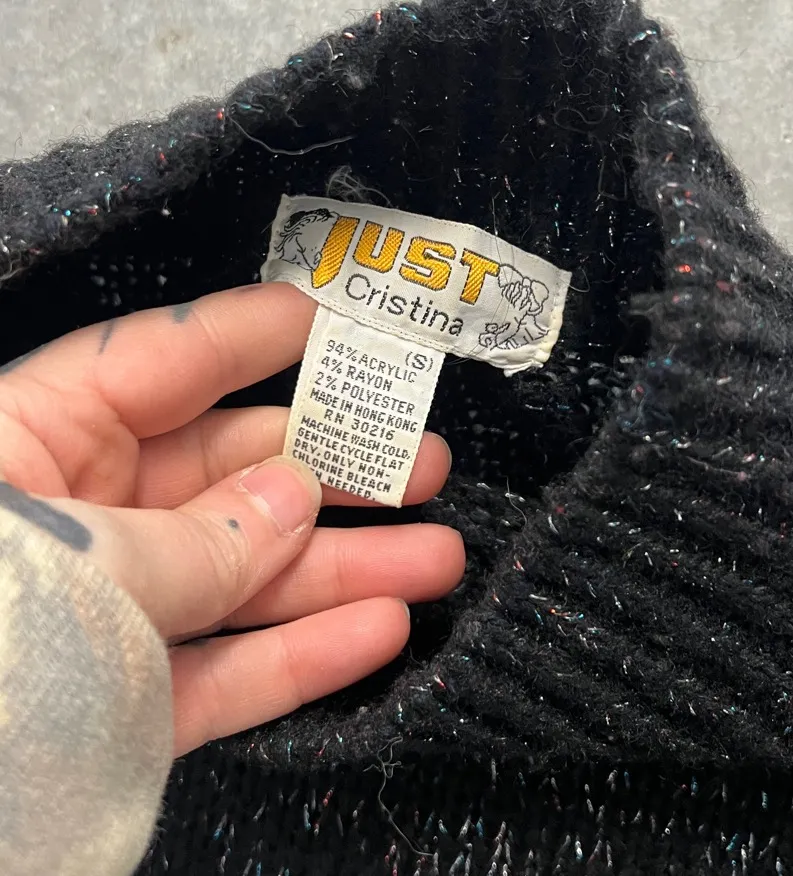 JUST
Cristina
(S)
94% ACRYLIC
4% RAYON
2% POLYESTER
MADE IN HONG KONG
RN 30216
MACHINE WASH COLD,
GENTLE CYCLE FLAT
DRY, ONLY NON-
CHLORINE BLEACH
NEEDED.